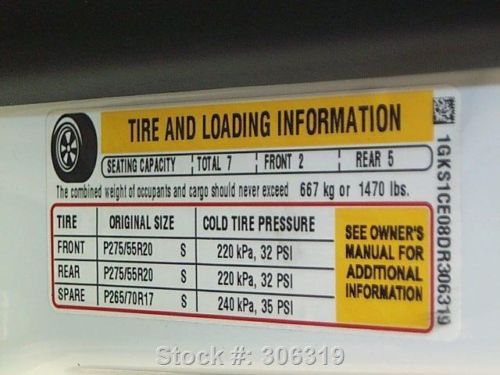 TIRE AND LOADING INFORMATION
SEATING CAPACITY TOTAL 7 FRONT 2 REAR 5
The combined weight of occupants and cargo should never exceed 667 kg or 1470 lbs.
TIRE ORIGINAL SIZE COLD TIRE PRESSURE
FRONT P275/55R20 S 220 kPa, 32 PSI
REAR P275/55R20 S 220 kPa, 32 PSI
SPARE P265/70R17 S 240 kPa, 35 PSI
SEE OWNER'S
MANUAL FOR
ADDITIONAL
INFORMATION
1GKS1CE08DR306319
Stock #: 306319